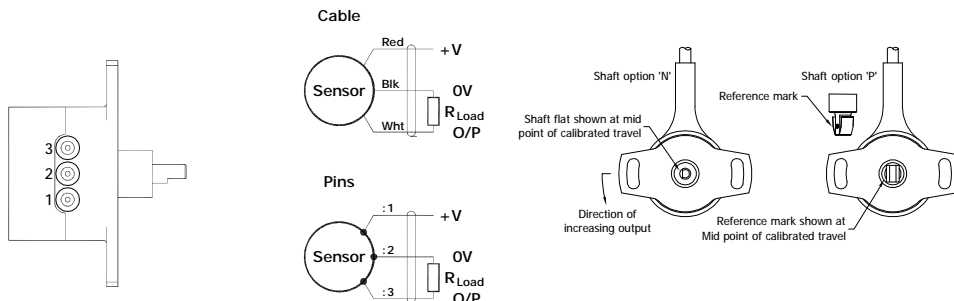 3
2
1
Cable
Red
+V
Sensor
Blk
0V
RLoad
Wht
O/P
Pins
:1
+V
Sensor
:2
0V
RLoad
:3
O/P
Shaft option 'N'
Shaft flat shown at mid
point of calibrated travel
Direction of
increasing output
Shaft option 'P'
Reference mark
Reference mark shown at
Mid point of calibrated travel